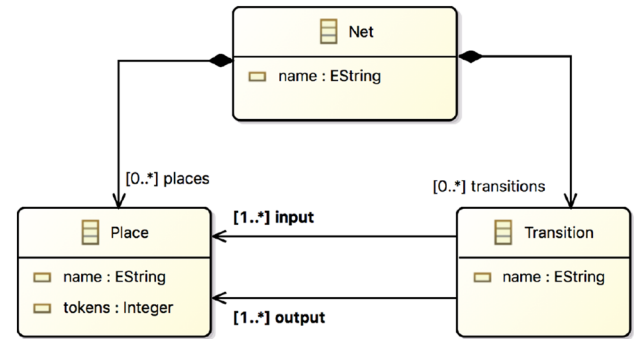 Net
name : EString
[0..*] places
[0..*] transitions
Place
name : EString
tokens : Integer
[1..*] input
[1..*] output
Transition
name : EString